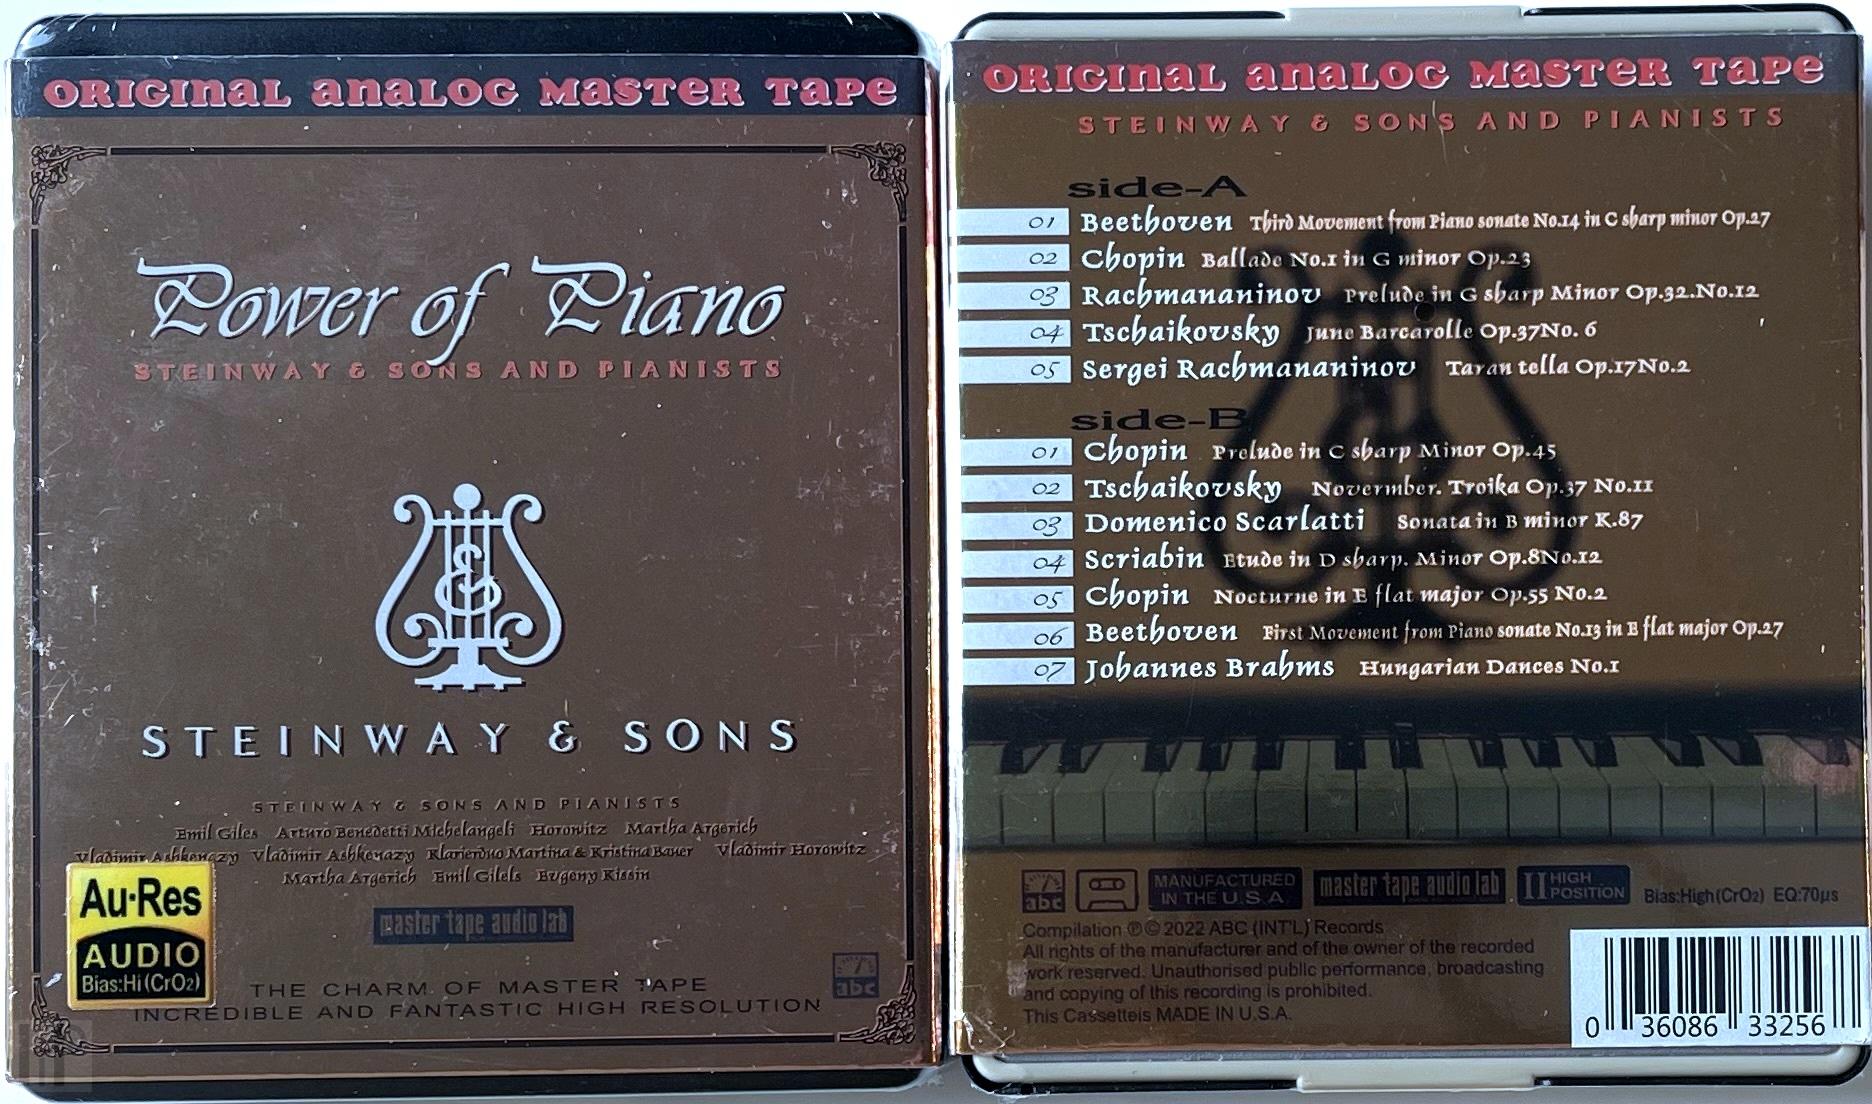 ORIGINAL ANALOG MASTER TAPE
Power of Piano
STEINWAY & SONS AND PIANISTS
STEINWAY & SONS
STEINWAY & SONS AND PIANISTS
Emil Giles Arturo Benedetti Michelangeli Horowitz Martha Argerich
Vladimir Ashkenazy Vladimir Ashkenazy Klarierduo Martina & Kristina Bauer Vladimir Horowitz
Martha Argerich Emil Gilels Evgeny Kissin
master tape audio lab
Au·Res
AUDIO
Bias:Hi(CrO2)
abc
THE CHARM OF MASTER TAPE
INCREDIBLE AND FANTASTIC HIGH RESOLUTION
ORIGINAL ANALOG MASTER TAPE
STEINWAY & SONS AND PIANISTS
side-A
01 Beethoven Third Movement from Piano sonate No.14 in C sharp minor Op.27
02 Chopin Ballade No.1 in G minor Op.23
03 Rachmananinov Prelude in G sharp Minor Op.32.No.12
04 Tschaikovsky June Barcarolle Op.37No. 6
05 Sergei Rachmananinov Taran tella Op.17No.2
side-B
01 Chopin Prelude in C sharp Minor Op.45
02 Tschaikovsky Novermber. Troika Op.37 No.11
03 Domenico Scarlatti Sonata in B minor K.87
04 Scriabin Etude in D sharp. Minor Op.8No.12
05 Chopin Nocturne in E flat major Op.55 No.2
06 Beethoven First Movement from Piano sonate No.13 in E flat major Op.27
07 Johannes Brahms Hungarian Dances No.1
abc MANUFACTURED IN THE U.S.A. master tape audio lab II HIGH POSITION Bias:High(CrO2) EQ:70µs
Compilation ℗© 2022 ABC (INT'L) Records
All rights of the manufacturer and of the owner of the recorded
work reserved. Unauthorised public performance, broadcasting
and copying of this recording is prohibited.
This Cassetteis MADE IN U.S.A.
0 36086 33256